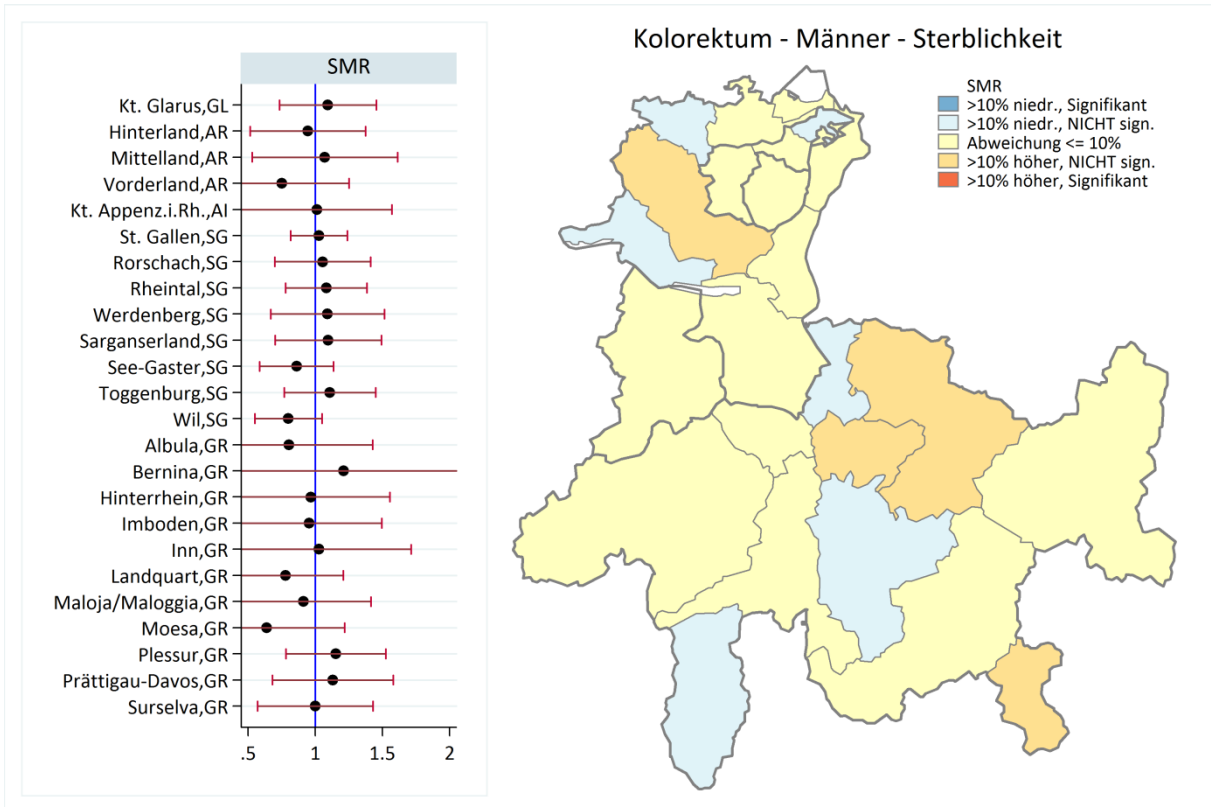 SMR
Kt. Glarus,GL
Hinterland,AR
Mittelland,AR
Vorderland,AR
Kt. Appenz.i.Rh.,AI
St. Gallen,SG
Rorschach,SG
Rheintal,SG
Werdenberg,SG
Sarganserland,SG
See-Gaster,SG
Toggenburg,SG
Wil,SG
Albula,GR
Bernina,GR
Hinterrhein,GR
Imboden,GR
Inn,GR
Landquart,GR
Maloja/Maloggia,GR
Moesa,GR
Plessur,GR
Prättigau-Davos,GR
Surselva,GR
.5 1 1.5 2
Kolorektum - Männer - Sterblichkeit
SMR
>10% niedr., Signifikant
>10% niedr., NICHT sign.
Abweichung <= 10%
>10% höher, NICHT sign.
>10% höher, Signifikant